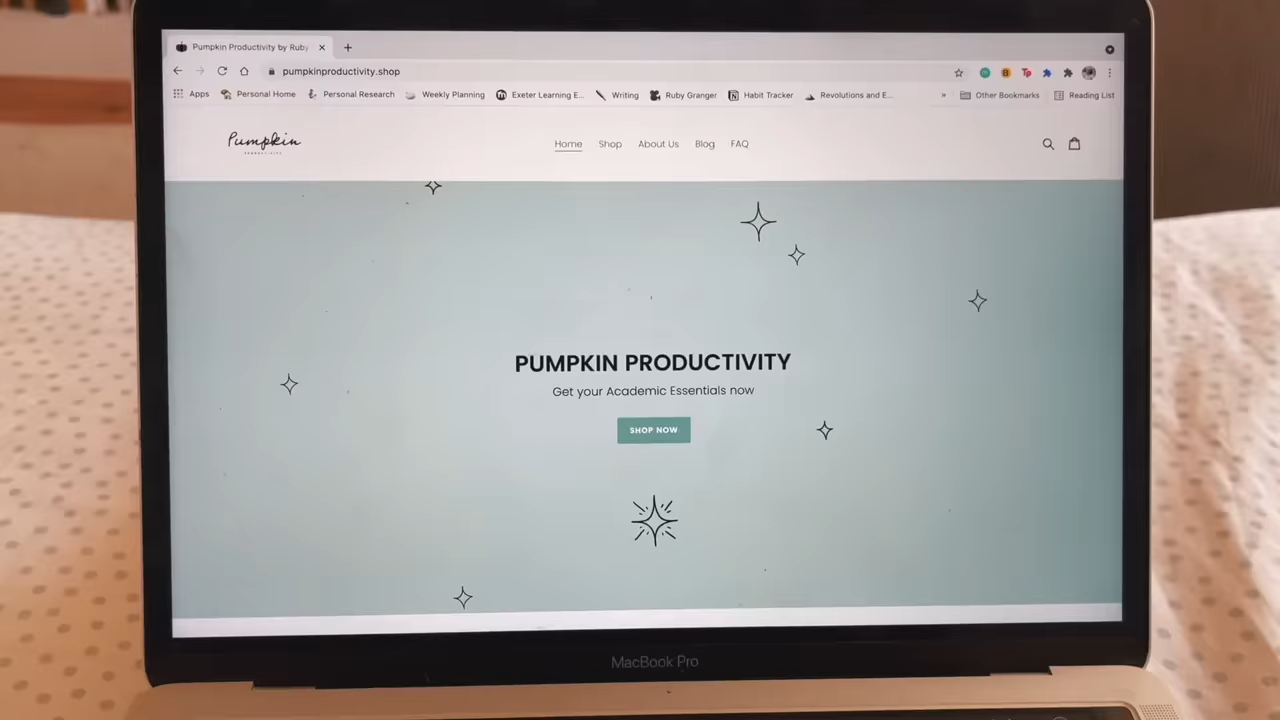 Pumpkin Productivity by Ruby
pumpkinproductivity.shop
Apps Personal Home Personal Research Weekly Planning Exeter Learning E... Writing Ruby Granger Habit Tracker Revolutions and E... » Other Bookmarks Reading List
Pumpkin
PRODUCTIVITY
Home Shop About Us Blog FAQ
PUMPKIN PRODUCTIVITY
Get your Academic Essentials now
SHOP NOW
MacBook Pro